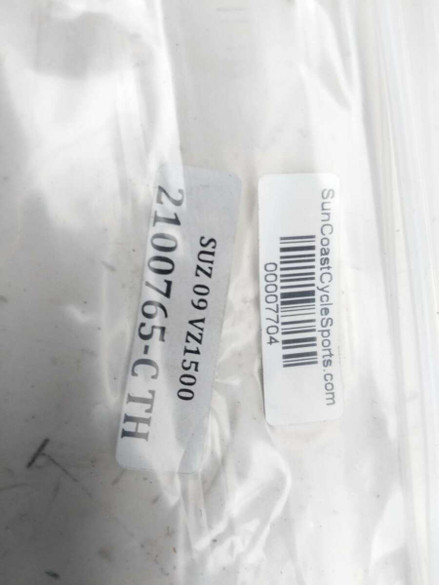 SUZ 09 VZ1500
2100765-C TH
SunCoastCycleSports.com
00007704